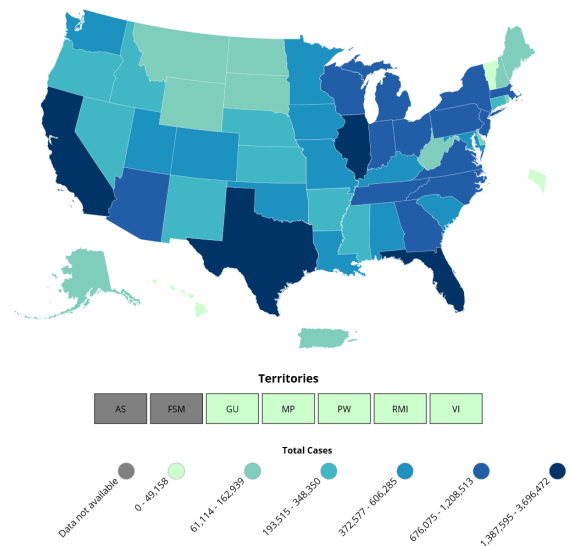 Territories
AS FSM GU MP PW RMI VI
Total Cases
Data not available
0 - 49,158
61,114 - 162,939
193,515 - 348,350
372,577 - 606,285
676,075 - 1,208,513
1,387,595 - 3,696,472